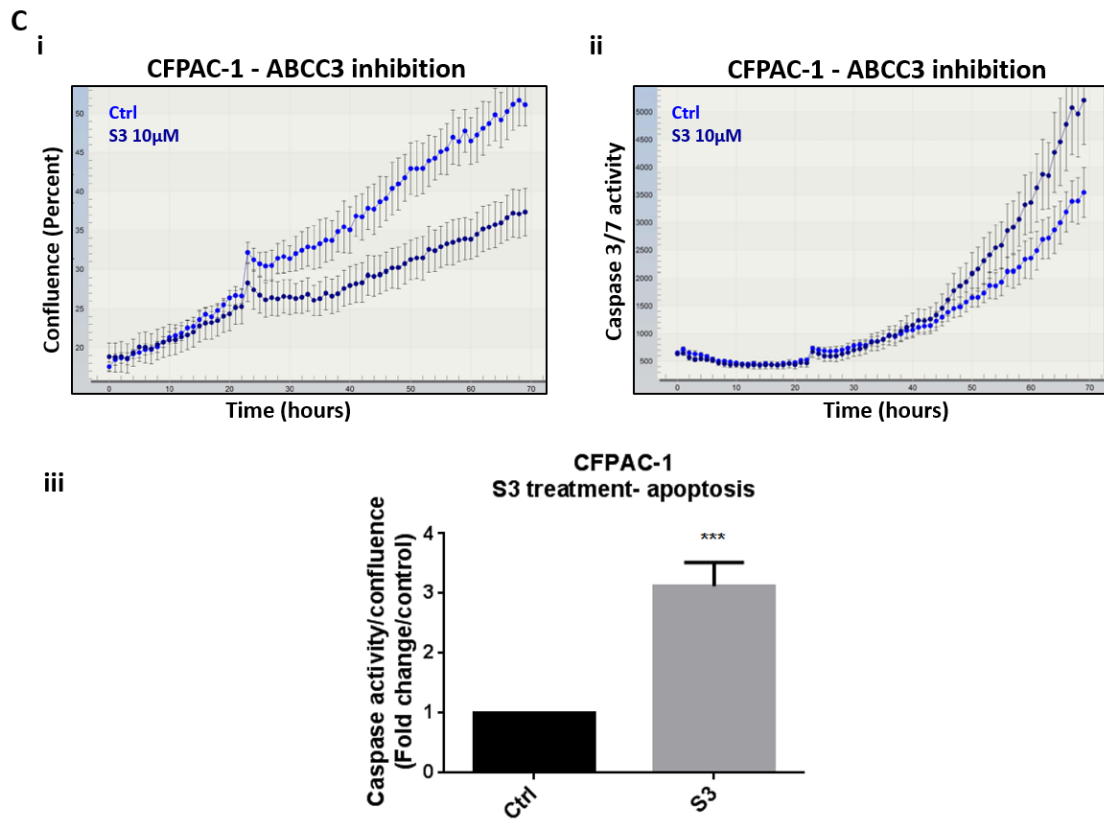 C
i
CFPAC-1 - ABCC3 inhibition
Ctrl
S3 10µM
Confluence (Percent)
50
45
40
35
30
25
20
0 10 20 30 40 50 60 70
Time (hours)
ii
CFPAC-1 - ABCC3 inhibition
Ctrl
S3 10µM
Caspase 3/7 activity
5000
4500
4000
3500
3000
2500
2000
1500
1000
500
0 10 20 30 40 50 60 70
Time (hours)
iii
CFPAC-1
S3 treatment- apoptosis
Caspase activity/confluence
(Fold change/control)
4
3
2
1
0
***
Ctrl
S3